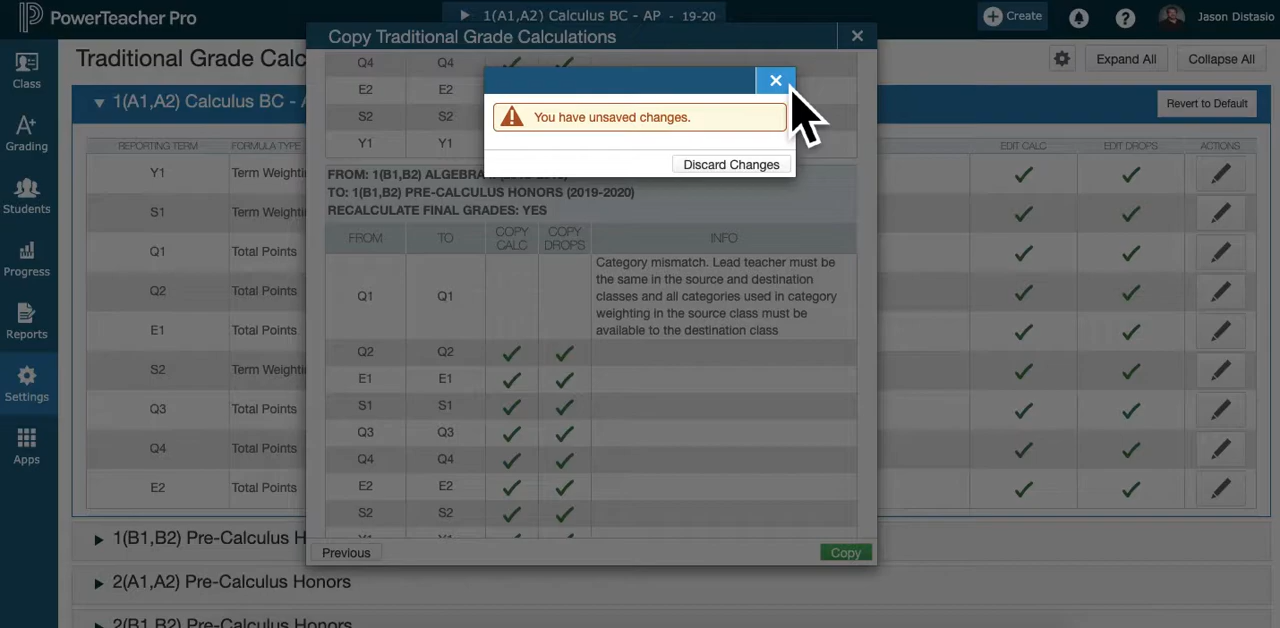 PowerTeacher Pro
1(A1,A2) Calculus BC - AP - 19-20
Create
?
Jason Distasio
Class
Grading
Students
Progress
Reports
Settings
Apps
Traditional Grade Calc
Expand All
Collapse All
1(A1,A2) Calculus BC - A
Revert to Default
REPORTING TERM FORMULA TYPE EDIT CALC EDIT DROPS ACTIONS
Y1 Term Weighti
S1 Term Weighti
Q1 Total Points
Q2 Total Points
E1 Total Points
S2 Term Weighti
Q3 Total Points
Q4 Total Points
E2 Total Points
1(B1,B2) Pre-Calculus H
2(A1,A2) Pre-Calculus Honors
2(B1,B2) Pre-Calculus Honors
Copy Traditional Grade Calculations
Q4 Q4
E2 E2
S2 S2
Y1 Y1
You have unsaved changes.
Discard Changes
FROM: 1(B1,B2) ALGEBRA
TO: 1(B1,B2) PRE-CALCULUS HONORS (2019-2020)
RECALCULATE FINAL GRADES: YES
FROM TO COPY CALC COPY DROPS INFO
Q1 Q1
Category mismatch. Lead teacher must be
the same in the source and destination
classes and all categories used in category
weighting in the source class must be
available to the destination class
Q2 Q2
E1 E1
S1 S1
Q3 Q3
Q4 Q4
E2 E2
S2 S2
Y1 Y1
Previous
Copy